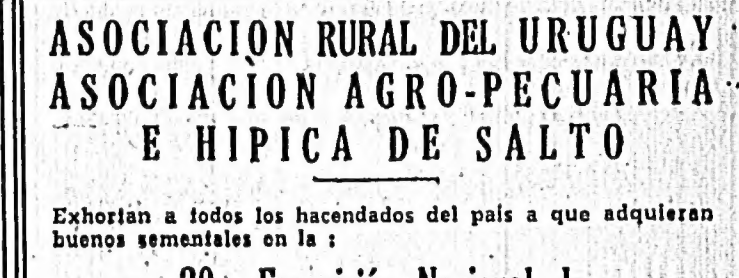 ASOCIACION RURAL DEL URUGUAY
ASOCIACION AGRO-PECUARIA
E HIPICA DE SALTO
Exhortan a todos los hacendados del país a que adquieran
buenos sementales en la :